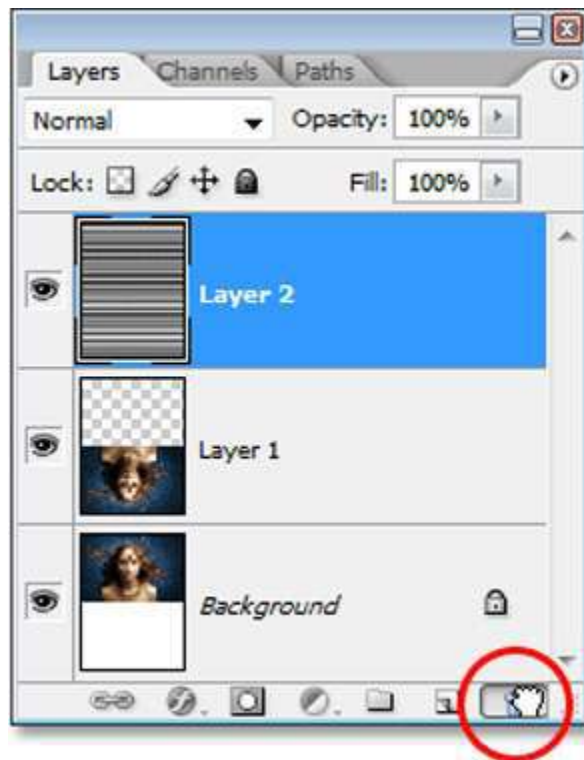 Layers Channels Paths
Normal Opacity: 100%
Lock: Fill: 100%
Layer 2
Layer 1
Background